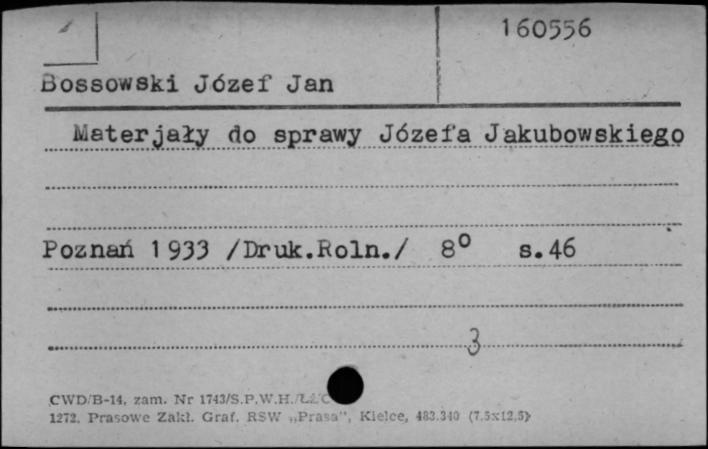 160556
Bossowski Józef Jan
Materjały do sprawy Józefa Jakubowskiego
Poznań 1933 /Druk.Roln./ 8° s.46
3
CWD/B-14, zam. Nr 1743/S.P.W.H.
1272. Prasowe Zakł. Graf. RSW „Prasa", Kielce, 483.340 (7,5x12,5)